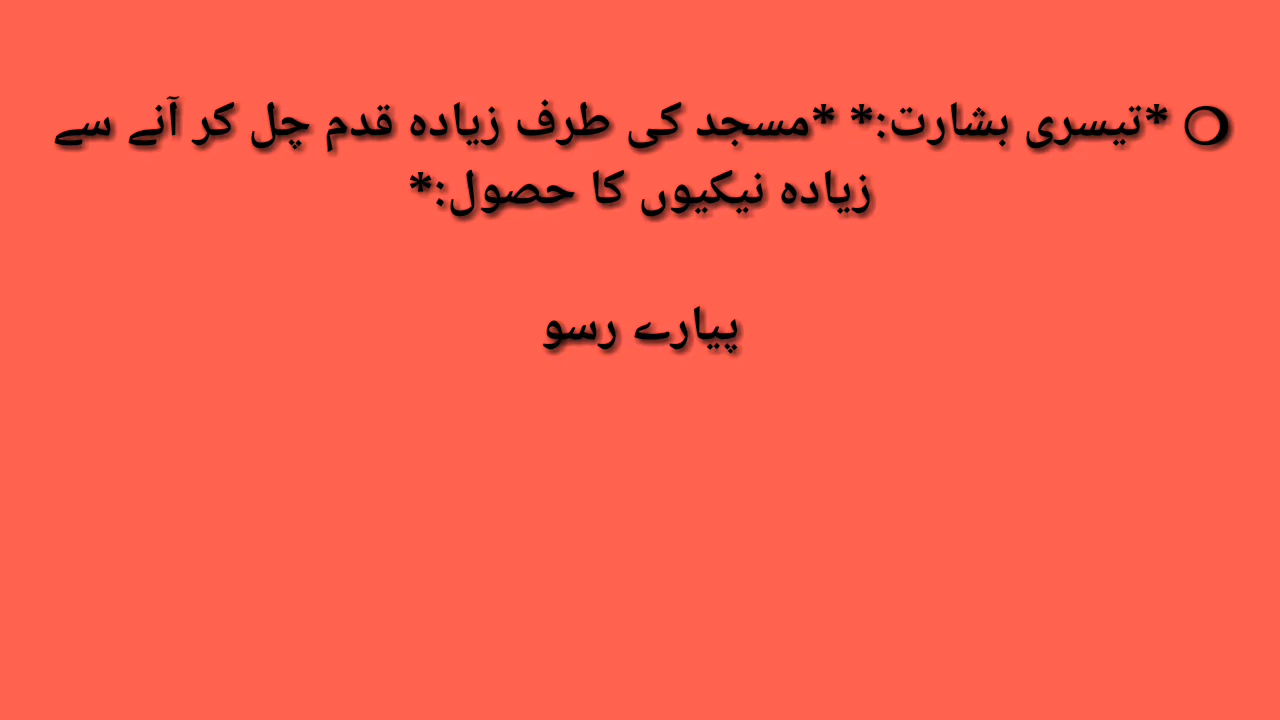 ❍ *تیسری بشارت:* *مسجد کی طرف زیادہ قدم چل کر آنے سے
زیادہ نیکیوں کا حصول:*
پیارے رسو